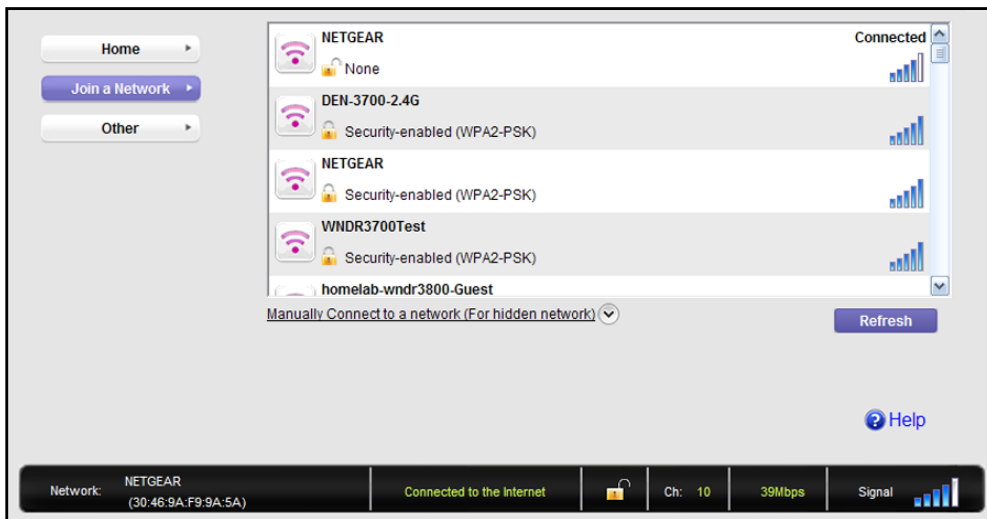 Home
Join a Network
Other
NETGEAR
Connected
None
DEN-3700-2.4G
Security-enabled (WPA2-PSK)
NETGEAR
Security-enabled (WPA2-PSK)
WNDR3700Test
Security-enabled (WPA2-PSK)
homelab-wndr3800-Guest
Manually Connect to a network (For hidden network)
Refresh
? Help
Network: NETGEAR
(30:46:9A:F9:9A:5A)
Connected to the Internet
Ch: 10
39Mbps
Signal